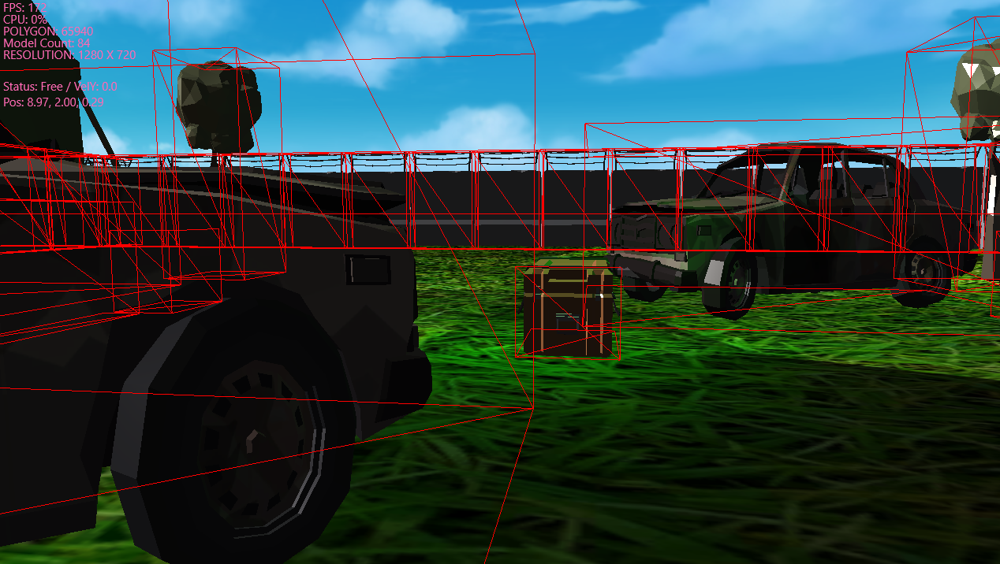 FPS: 172
CPU: 0%
POLYGON: 65940
Model Count: 84
RESOLUTION: 1280 X 720
Status: Free / VelY: 0.0
Pos: 8.97, 2.00, 0.29